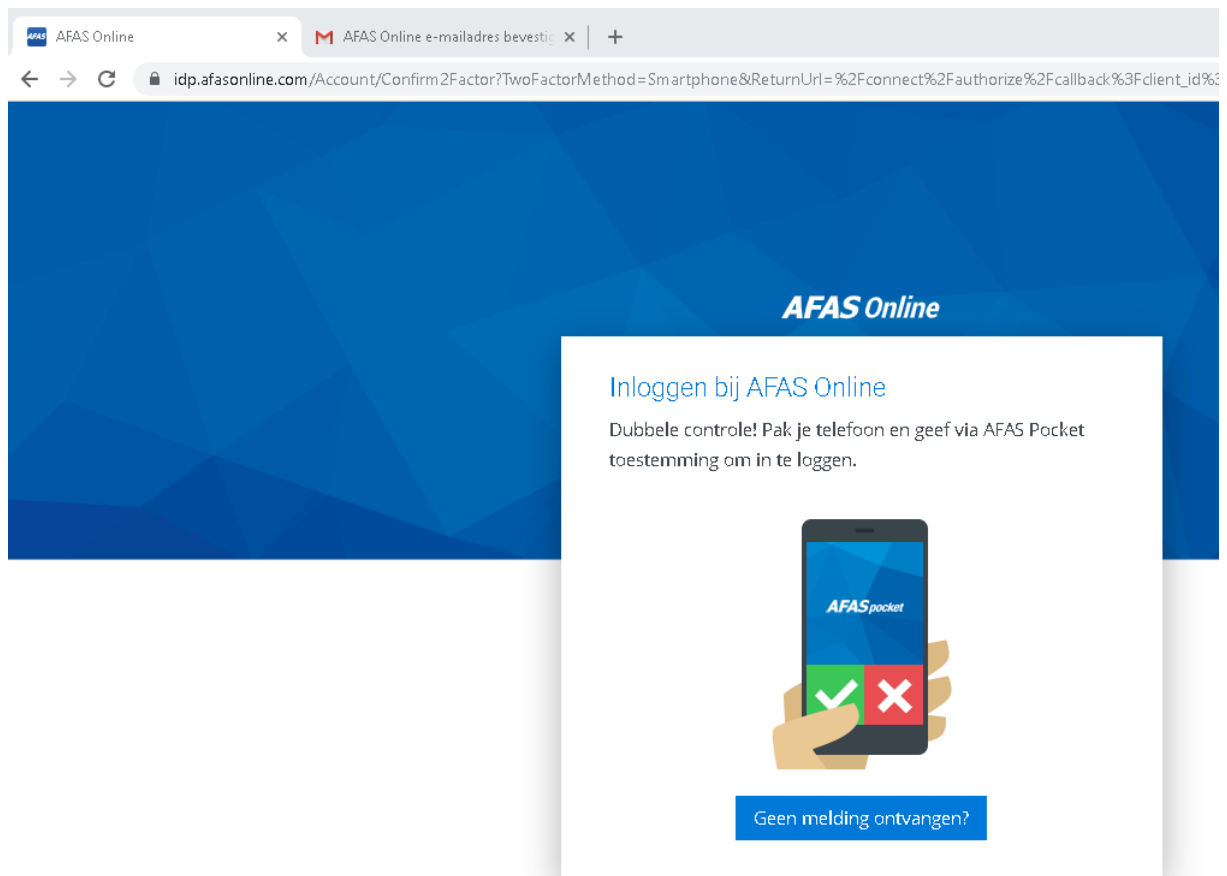 AFAS Online
AFAS Online e-mailadres bevestig
idp.afasonline.com/Account/Confirm2Factor?TwoFactorMethod=Smartphone&ReturnUrl=%2Fconnect%2Fauthorize%2Fcallback%3Fclient_id%3
AFAS Online
Inloggen bij AFAS Online
Dubbele controle! Pak je telefoon en geef via AFAS Pocket
toestemming om in te loggen.
AFAS pocket
Geen melding ontvangen?